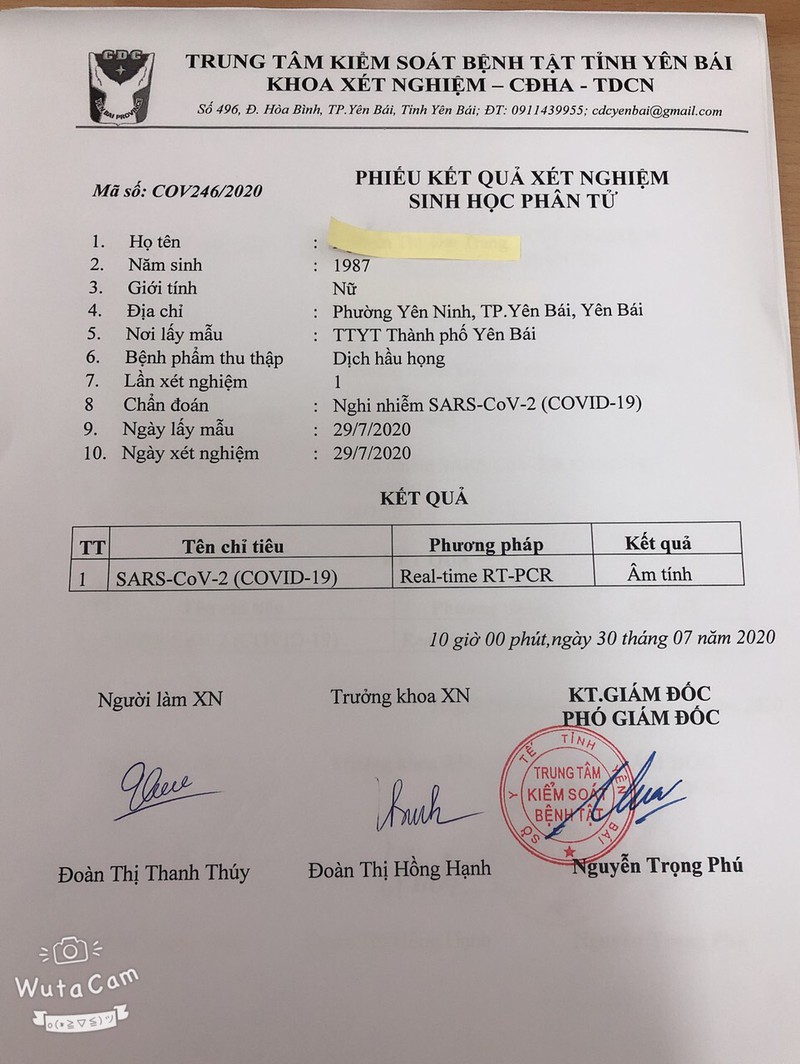 CDC
YEN BAI PROVINCE
TRUNG TÂM KIỂM SOÁT BỆNH TẬT TỈNH YÊN BÁI
KHOA XÉT NGHIỆM – CĐHA - TDCN
Số 496, Đ. Hòa Bình, TP.Yên Bái, Tỉnh Yên Bái; ĐT: 0911439955; cdcyenbai@gmail.com
Mã số: COV246/2020
PHIẾU KẾT QUẢ XÉT NGHIỆM
SINH HỌC PHÂN TỬ
1. Họ tên :
2. Năm sinh : 1987
3. Giới tính Nữ
4. Địa chỉ : Phường Yên Ninh, TP.Yên Bái, Yên Bái
5. Nơi lấy mẫu : TTYT Thành phố Yên Bái
6. Bệnh phẩm thu thập Dịch hầu họng
7. Lần xét nghiệm 1
8 Chẩn đoán : Nghi nhiễm SARS-CoV-2 (COVID-19)
9. Ngày lấy mẫu : 29/7/2020
10. Ngày xét nghiệm : 29/7/2020
KẾT QUẢ
TT Tên chỉ tiêu Phương pháp Kết quả
1 SARS-CoV-2 (COVID-19) Real-time RT-PCR Âm tính
10 giờ 00 phút,ngày 30 tháng 07 năm 2020
Người làm XN Trưởng khoa XN KT.GIÁM ĐỐC
PHÓ GIÁM ĐỐC
SỞ Y TẾ TỈNH YÊN BÁI
TRUNG TÂM
KIỂM SOÁT
BỆNH TẬT
Đoàn Thị Thanh Thúy Đoàn Thị Hồng Hạnh Nguyễn Trọng Phú
WutaCam